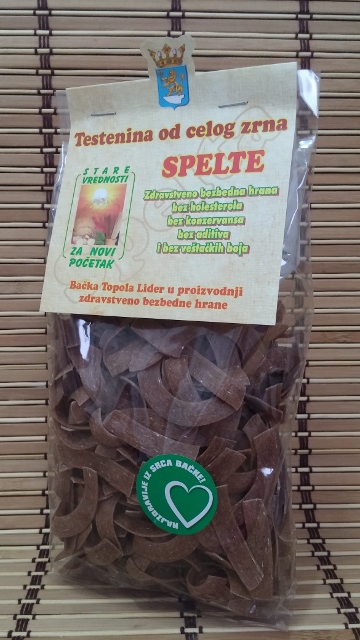 Testenina od celog zrna
SPELTE
STARE
VREDNOSTI
ZA NOVI
POČETAK
Zdravstveno bezbedna hrana
bez holesterola
bez konzervansa
bez aditiva
i bez veštačkih boja
Bačka Topola Lider u proizvodnji
zdravstveno bezbedne hrane
NAJZDRAVIJE IZ SRCA BAČKE!